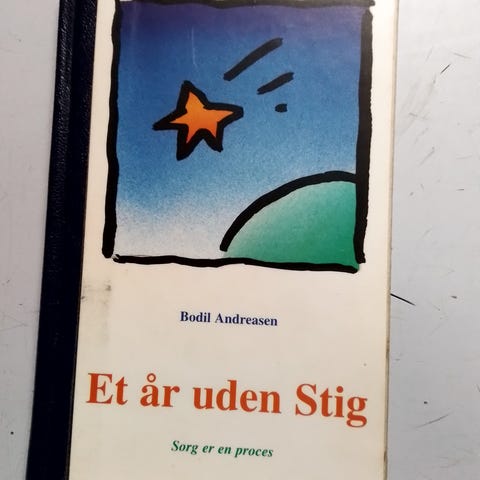 Bodil Andreasen
Et år uden Stig
Sorg er en proces